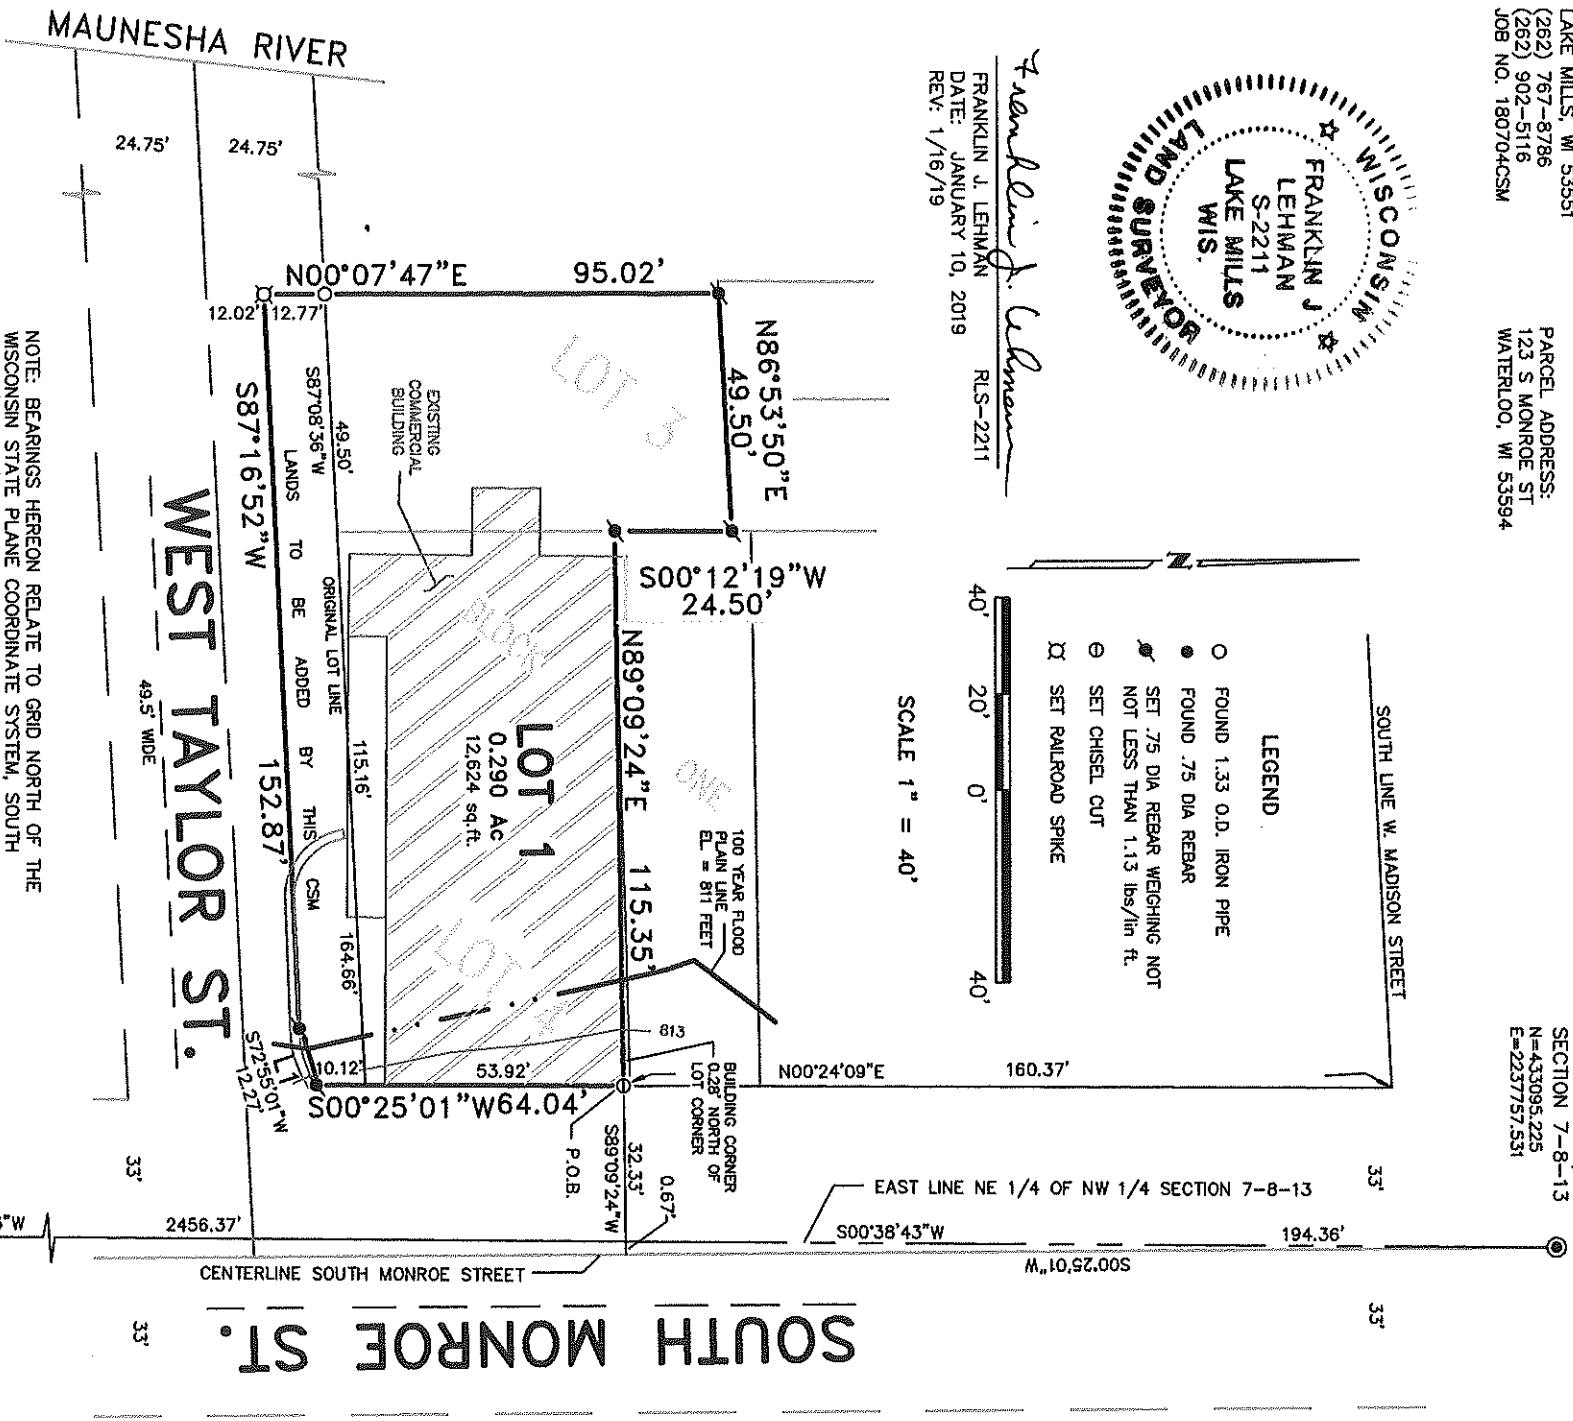 LAKE MILLS, WI 53551
(262) 767-8786
(262) 902-5116
JOB NO. 180704CSM
PARCEL ADDRESS:
123 S MONROE ST
WATERLOO, WI 53594
SECTION 7-8-13
N=433095.225
E=2237757.531
WISCONSIN
FRANKLIN J
LEHMAN
S-2211
LAKE MILLS
WIS.
LAND SURVEYOR
Franklin J. Lehman
FRANKLIN J. LEHMAN RLS-2211
DATE: JANUARY 10, 2019
REV: 1/16/19
SOUTH LINE W. MADISON STREET
LEGEND
FOUND 1.33 O.D. IRON PIPE
FOUND .75 DIA REBAR
SET .75 DIA REBAR WEIGHING NOT
NOT LESS THAN 1.13 lbs/lin ft.
SET CHISEL CUT
SET RAILROAD SPIKE
N
40' 20' 0' 40'
SCALE 1" = 40'
MAUNESHA RIVER
24.75' 24.75'
N00°07'47"E 95.02'
12.02' 12.77'
N86°53'50"E
49.50'
S00°12'19"W
24.50'
N89°09'24"E 115.35'
LOT 3
BLOCK
ONE
LOT 4
EXISTING
COMMERCIAL
BUILDING
LOT 1
0.290 Ac
12,624 sq.ft.
100 YEAR FLOOD
PLAIN LINE
EL = 811 FEET
813
49.50'
S87°08'36"W
ORIGINAL LOT LINE
115.16'
164.66'
LANDS TO BE ADDED BY THIS CSM
S87°16'52"W 152.87'
WEST TAYLOR ST.
49.5' WIDE
L1
S72°55'01"W
12.27'
10.12' 53.92'
S00°25'01"W 64.04'
P.O.B.
BUILDING CORNER
0.28' NORTH OF
LOT CORNER
N00°24'09"E 160.37'
32.33'
S89°09'24"W
0.67'
33'
33'
EAST LINE NE 1/4 OF NW 1/4 SECTION 7-8-13
"W 2456.37' S00°38'43"W 194.36'
S00°25'01"W
CENTERLINE SOUTH MONROE STREET
SOUTH MONROE ST.
33'
33'
NOTE: BEARINGS HEREON RELATE TO GRID NORTH OF THE
WISCONSIN STATE PLANE COORDINATE SYSTEM, SOUTH